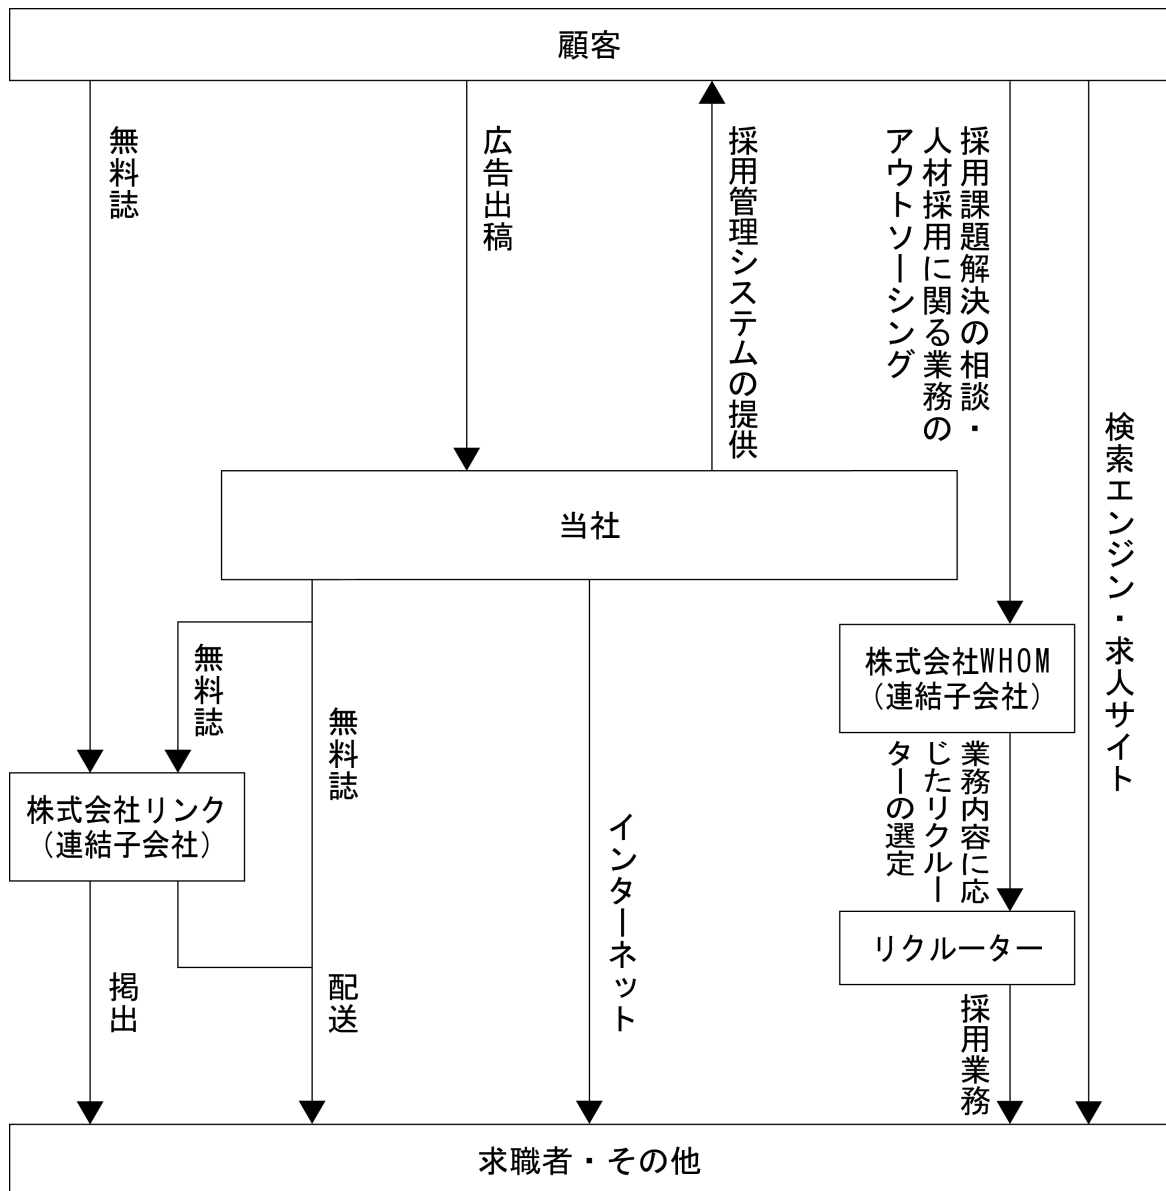 顧客
無料誌
広告出稿
採用管理システムの提供
採用課題解決の相談・
人材採用に関る業務の
アウトソーシング
検索エンジン・求人サイト
当社
無料誌
無料誌
株式会社WHOM
（連結子会社）
株式会社リンク
（連結子会社）
業務内容に応
じたリクルー
ターの選定
インターネット
リクルーター
掲出
配送
採用業務
求職者・その他